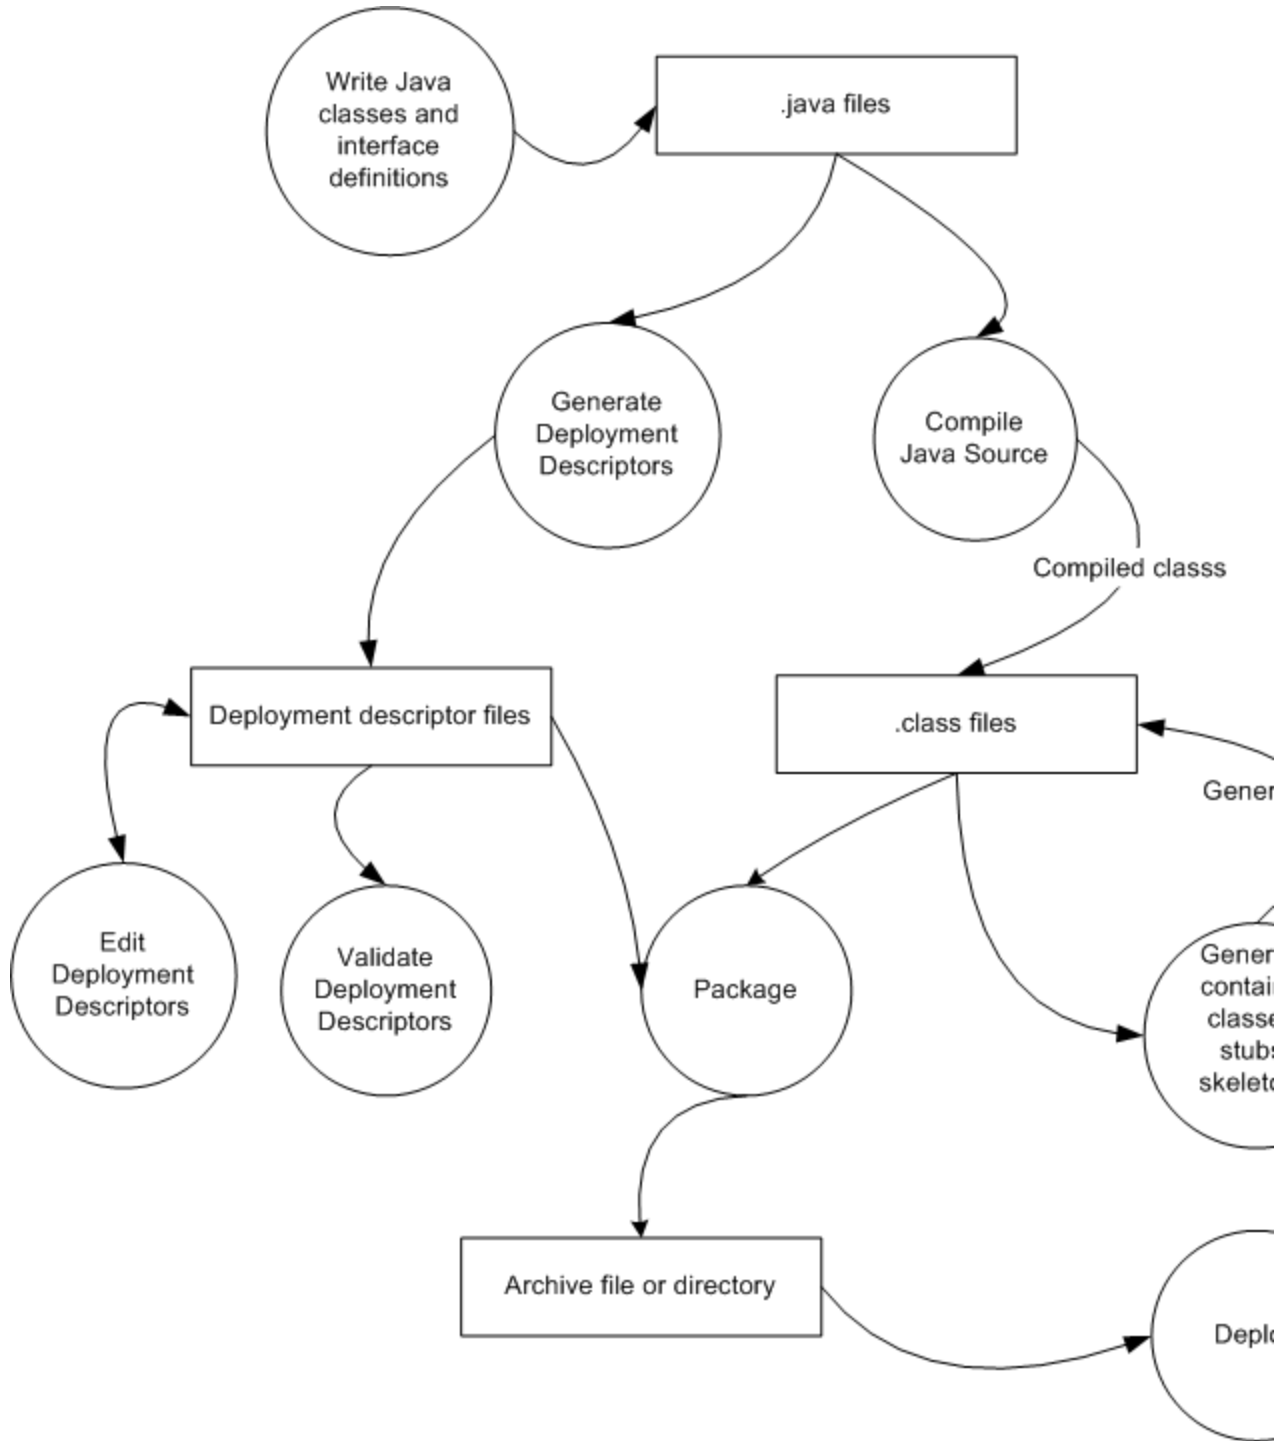 Write Java
classes and
interface
definitions
.java files
Generate
Deployment
Descriptors
Compile
Java Source
Compiled classs
Deployment descriptor files
.class files
Edit
Deployment
Descriptors
Validate
Deployment
Descriptors
Package
Archive file or directory